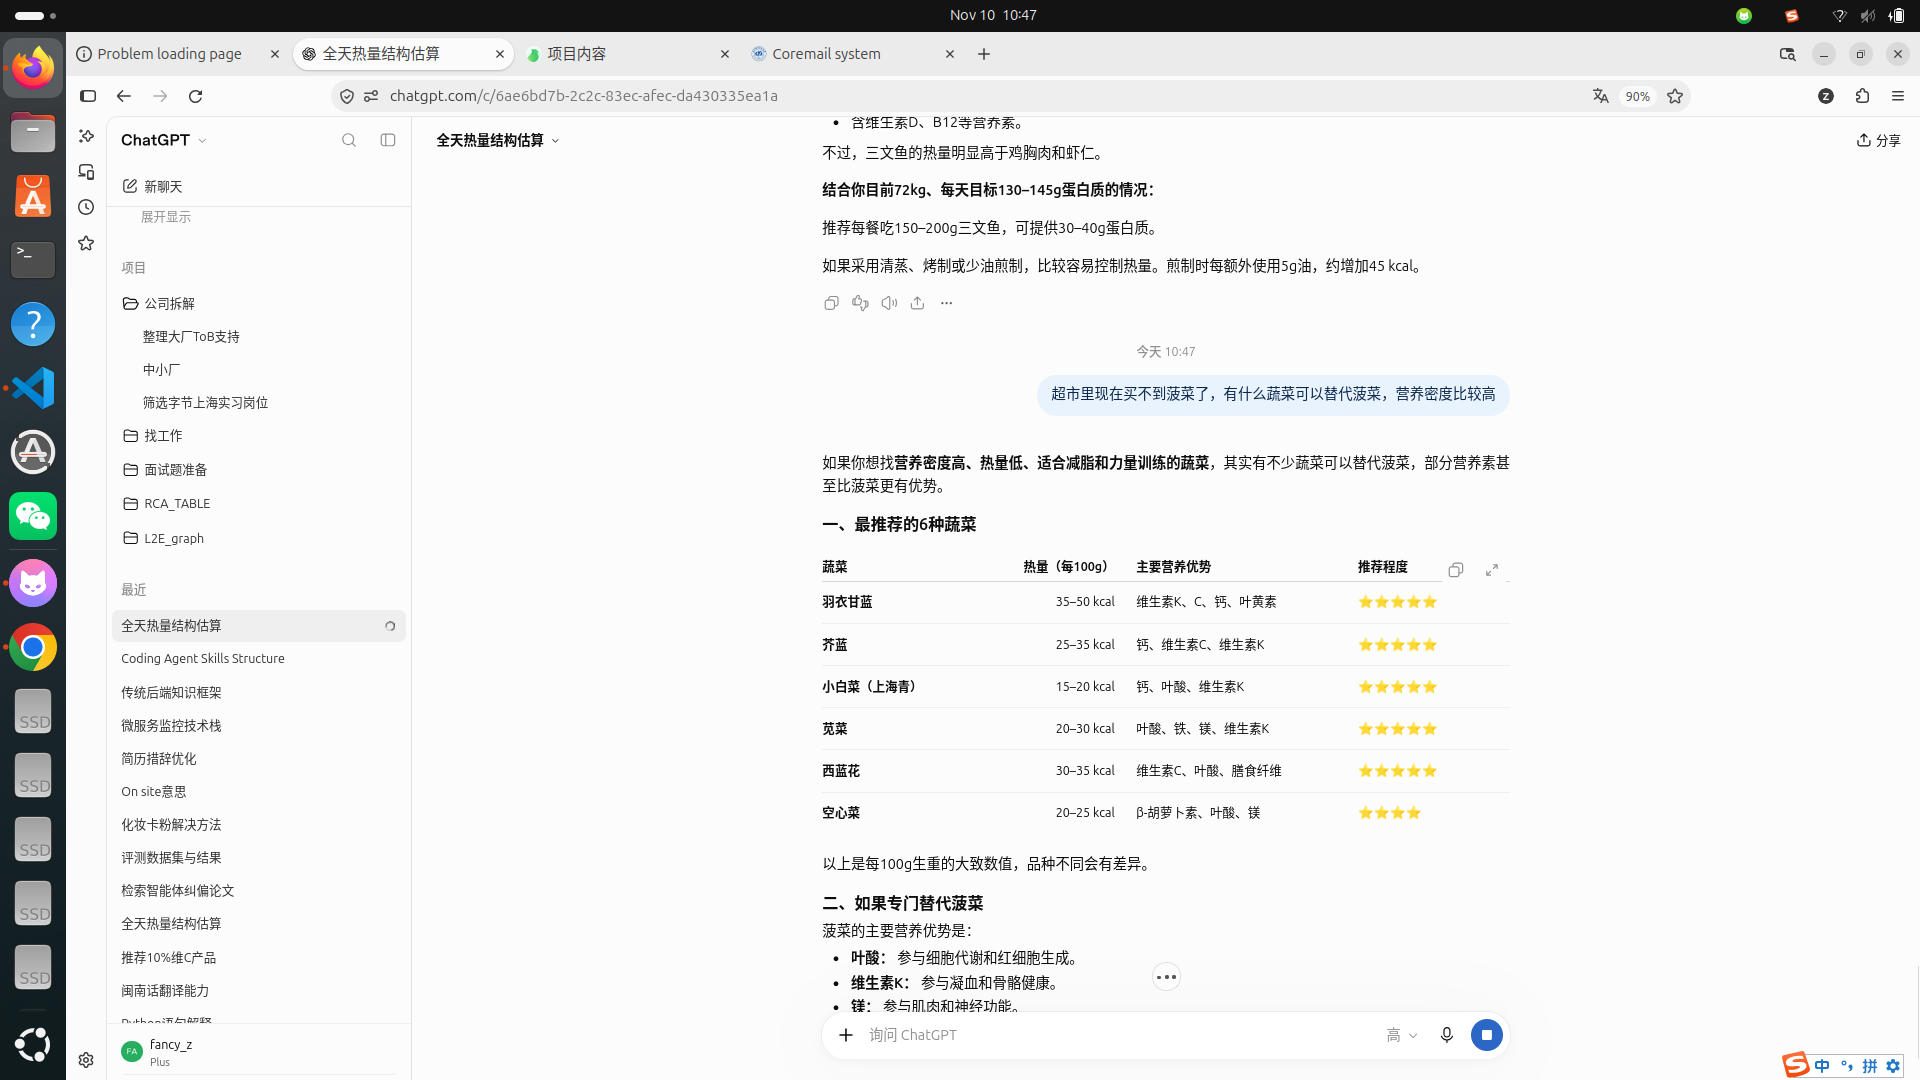 Nov 10 10:47
Problem loading page
全天热量结构估算
项目内容
Coremail system
chatgpt.com/c/6ae6bd7b-2c2c-83ec-afec-da430335ea1a
90%
Z
ChatGPT
新聊天
展开显示
项目
公司拆解
整理大厂ToB支持
中小厂
筛选字节上海实习岗位
找工作
面试题准备
RCA_TABLE
L2E_graph
最近
全天热量结构估算
Coding Agent Skills Structure
传统后端知识框架
微服务监控技术栈
简历措辞优化
On site意思
化妆卡粉解决方法
评测数据集与结果
检索智能体纠偏论文
全天热量结构估算
推荐10%维C产品
闽南话翻译能力
Python语句解释
FA
fancy_z
Plus
SSD
SSD
SSD
SSD
SSD
全天热量结构估算
分享
• 含维生素D、B12等营养素。
不过，三文鱼的热量明显高于鸡胸肉和虾仁。
结合你目前72kg、每天目标130–145g蛋白质的情况：
推荐每餐吃150–200g三文鱼，可提供30–40g蛋白质。
如果采用清蒸、烤制或少油煎制，比较容易控制热量。煎制时每额外使用5g油，约增加45 kcal。
今天 10:47
超市里现在买不到菠菜了，有什么蔬菜可以替代菠菜，营养密度比较高
如果你想找营养密度高、热量低、适合减脂和力量训练的蔬菜，其实有不少蔬菜可以替代菠菜，部分营养素甚
至比菠菜更有优势。
一、最推荐的6种蔬菜
蔬菜 热量（每100g） 主要营养优势 推荐程度
羽衣甘蓝 35–50 kcal 维生素K、C、钙、叶黄素 ⭐⭐⭐⭐⭐
芥蓝 25–35 kcal 钙、维生素C、维生素K ⭐⭐⭐⭐⭐
小白菜（上海青） 15–20 kcal 钙、叶酸、维生素K ⭐⭐⭐⭐⭐
苋菜 20–30 kcal 叶酸、铁、镁、维生素K ⭐⭐⭐⭐⭐
西蓝花 30–35 kcal 维生素C、叶酸、膳食纤维 ⭐⭐⭐⭐⭐
空心菜 20–25 kcal β-胡萝卜素、叶酸、镁 ⭐⭐⭐⭐
以上是每100g生重的大致数值，品种不同会有差异。
二、如果专门替代菠菜
菠菜的主要营养优势是：
• 叶酸： 参与细胞代谢和红细胞生成。
• 维生素K： 参与凝血和骨骼健康。
• 镁： 参与肌肉和神经功能。
询问 ChatGPT
高
中 °, 拼